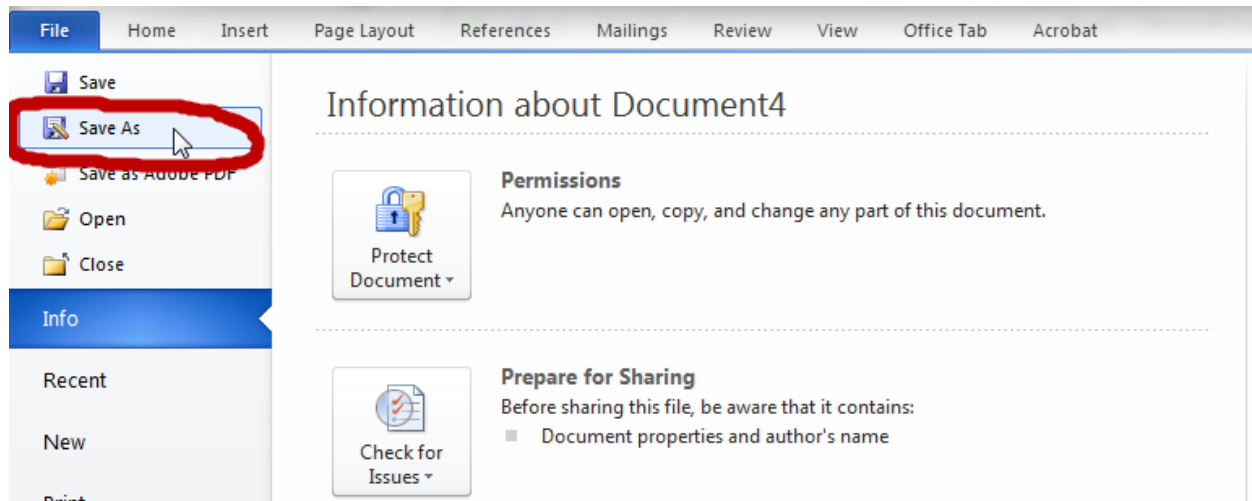 File Home Insert Page Layout References Mailings Review View Office Tab Acrobat
Save
Save As
Save as Adobe PDF
Open
Close
Info
Recent
New
Print
Information about Document4
Protect
Document
Permissions
Anyone can open, copy, and change any part of this document.
Check for
Issues
Prepare for Sharing
Before sharing this file, be aware that it contains:
Document properties and author's name